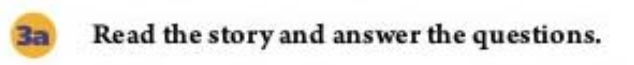 3a Read the story and answer the questions.